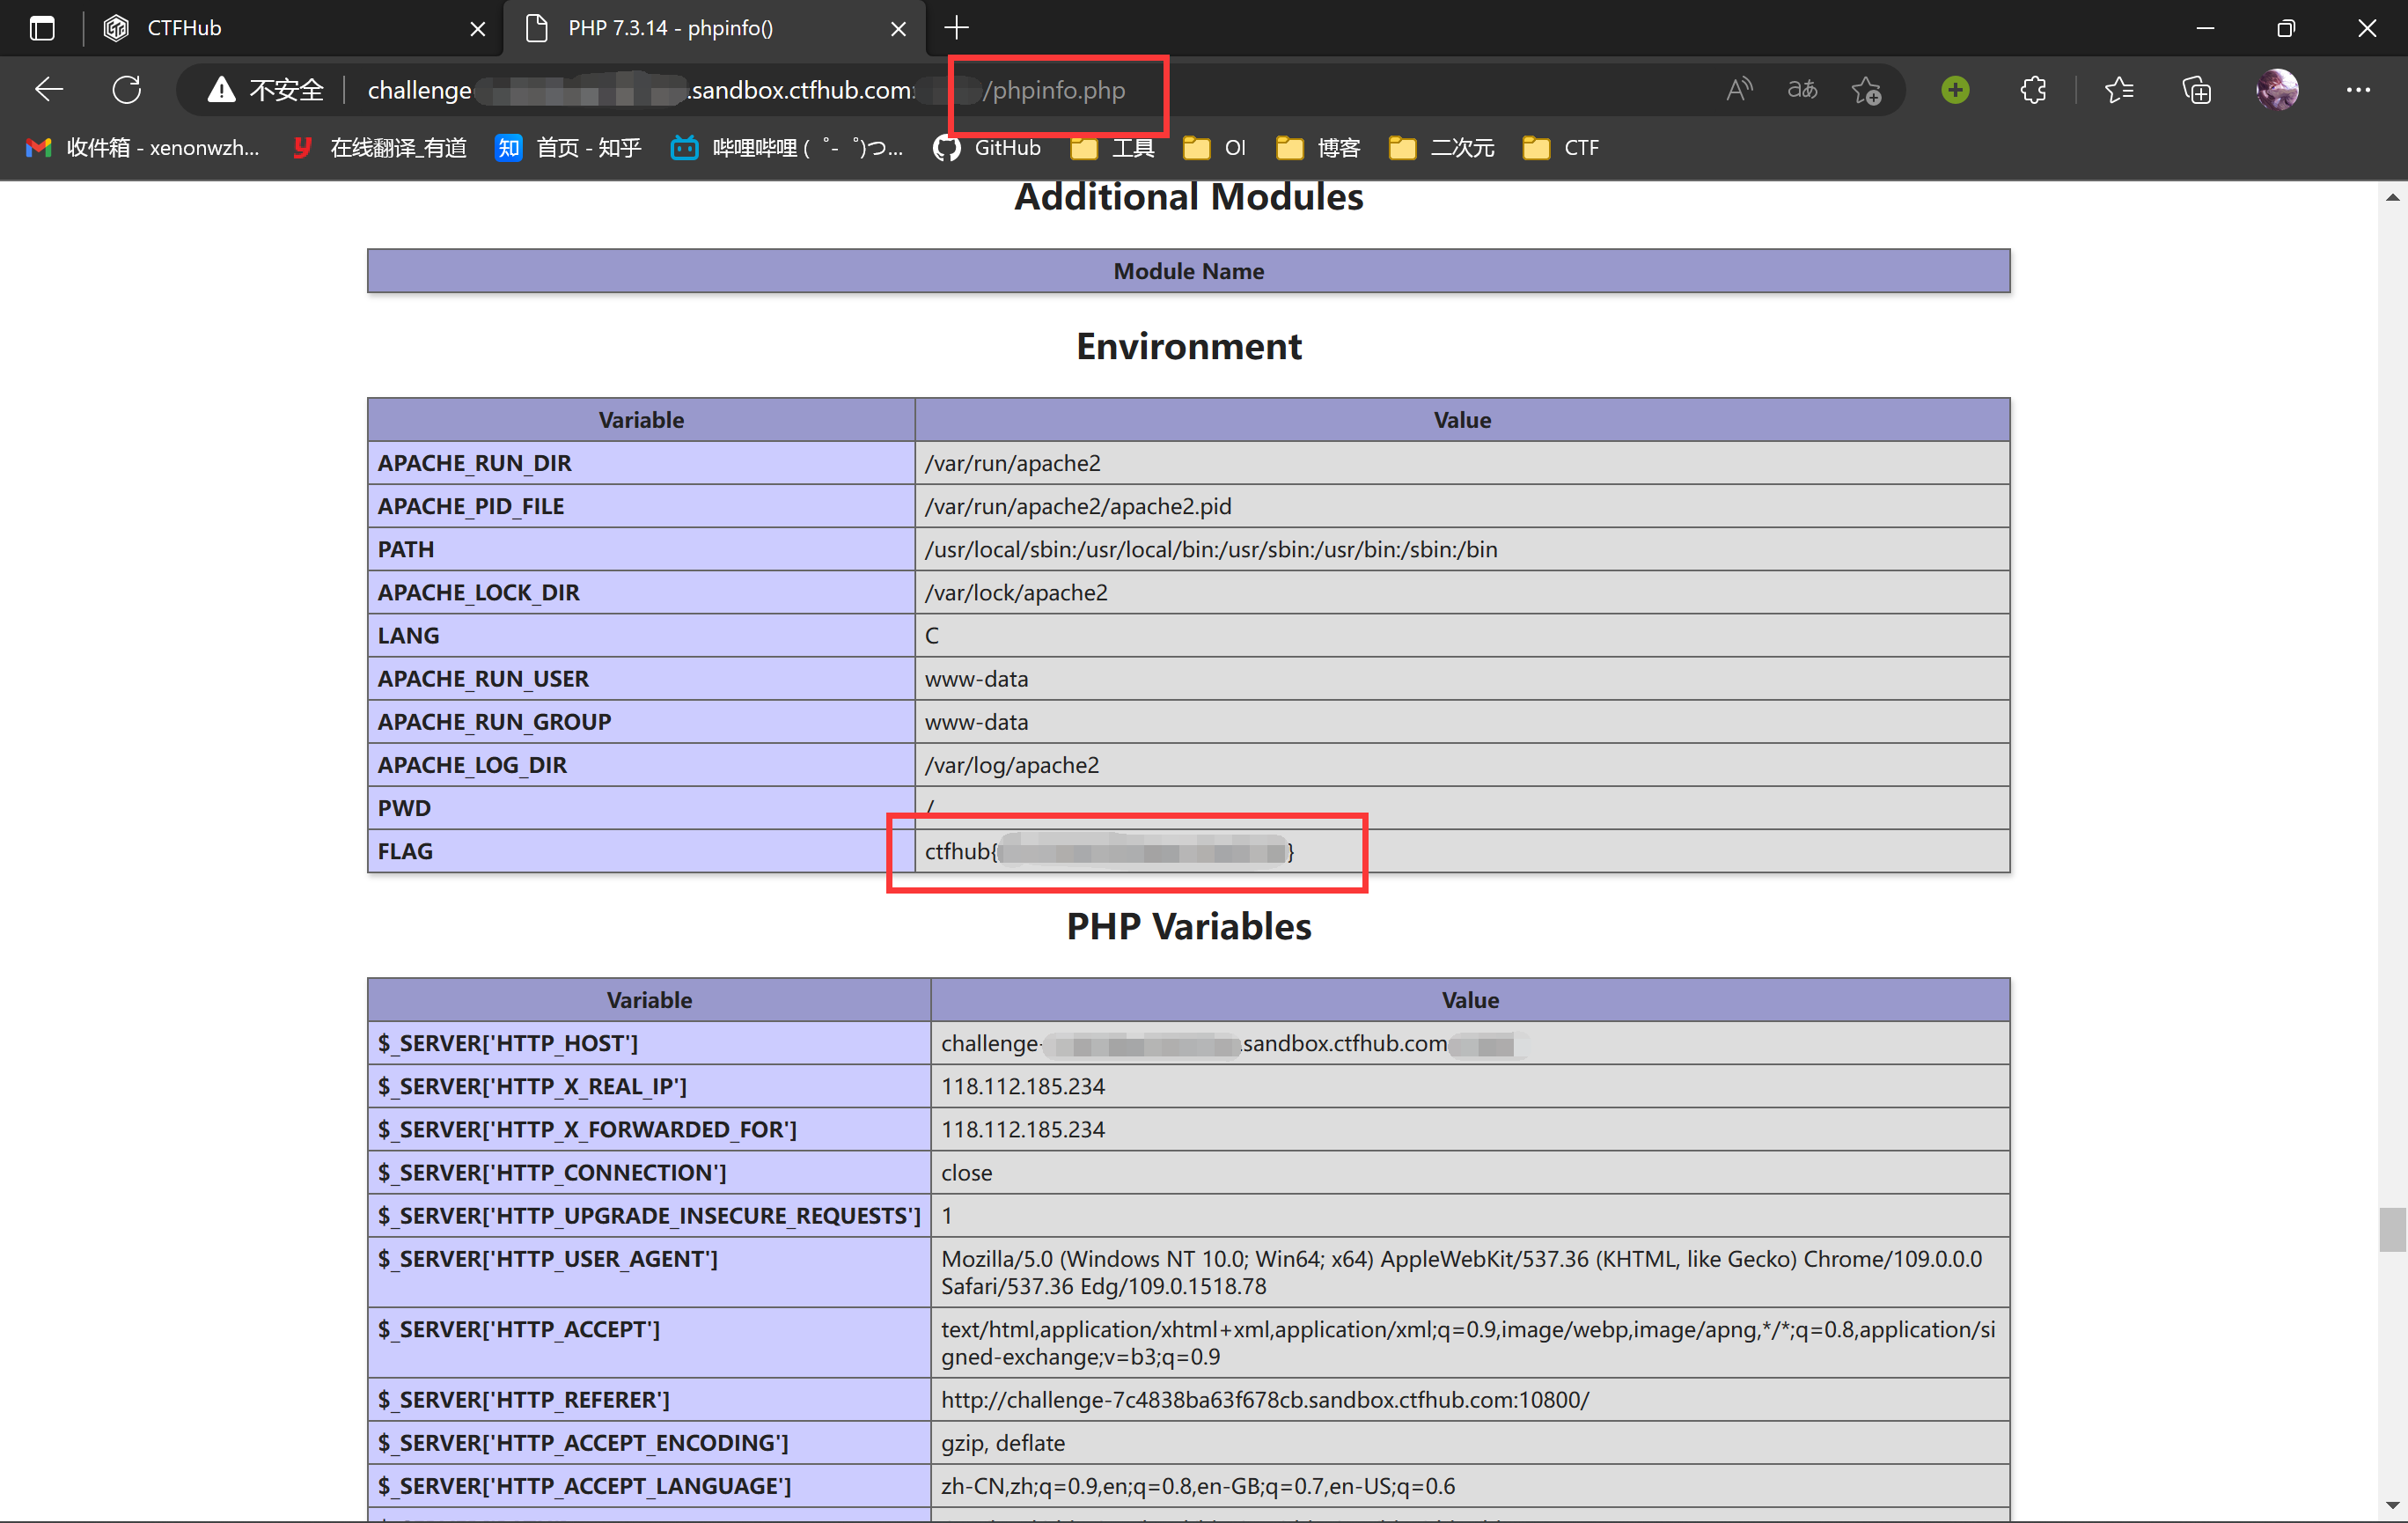 CTFHub
PHP 7.3.14 - phpinfo()
不安全 challenge .sandbox.ctfhub.com: /phpinfo.php
收件箱 - xenonwzh... 在线翻译_有道 首页 - 知乎 哔哩哔哩 (゜-゜)つ... GitHub 工具 OI 博客 二次元 CTF
Additional Modules
Module Name
Environment
Variable Value
APACHE_RUN_DIR /var/run/apache2
APACHE_PID_FILE /var/run/apache2/apache2.pid
PATH /usr/local/sbin:/usr/local/bin:/usr/sbin:/usr/bin:/sbin:/bin
APACHE_LOCK_DIR /var/lock/apache2
LANG C
APACHE_RUN_USER www-data
APACHE_RUN_GROUP www-data
APACHE_LOG_DIR /var/log/apache2
PWD /
FLAG ctfhub{ }
PHP Variables
Variable Value
$_SERVER['HTTP_HOST'] challenge- .sandbox.ctfhub.com
$_SERVER['HTTP_X_REAL_IP'] 118.112.185.234
$_SERVER['HTTP_X_FORWARDED_FOR'] 118.112.185.234
$_SERVER['HTTP_CONNECTION'] close
$_SERVER['HTTP_UPGRADE_INSECURE_REQUESTS'] 1
$_SERVER['HTTP_USER_AGENT'] Mozilla/5.0 (Windows NT 10.0; Win64; x64) AppleWebKit/537.36 (KHTML, like Gecko) Chrome/109.0.0.0
Safari/537.36 Edg/109.0.1518.78
$_SERVER['HTTP_ACCEPT'] text/html,application/xhtml+xml,application/xml;q=0.9,image/webp,image/apng,*/*;q=0.8,application/si
gned-exchange;v=b3;q=0.9
$_SERVER['HTTP_REFERER'] http://challenge-7c4838ba63f678cb.sandbox.ctfhub.com:10800/
$_SERVER['HTTP_ACCEPT_ENCODING'] gzip, deflate
$_SERVER['HTTP_ACCEPT_LANGUAGE'] zh-CN,zh;q=0.9,en;q=0.8,en-GB;q=0.7,en-US;q=0.6